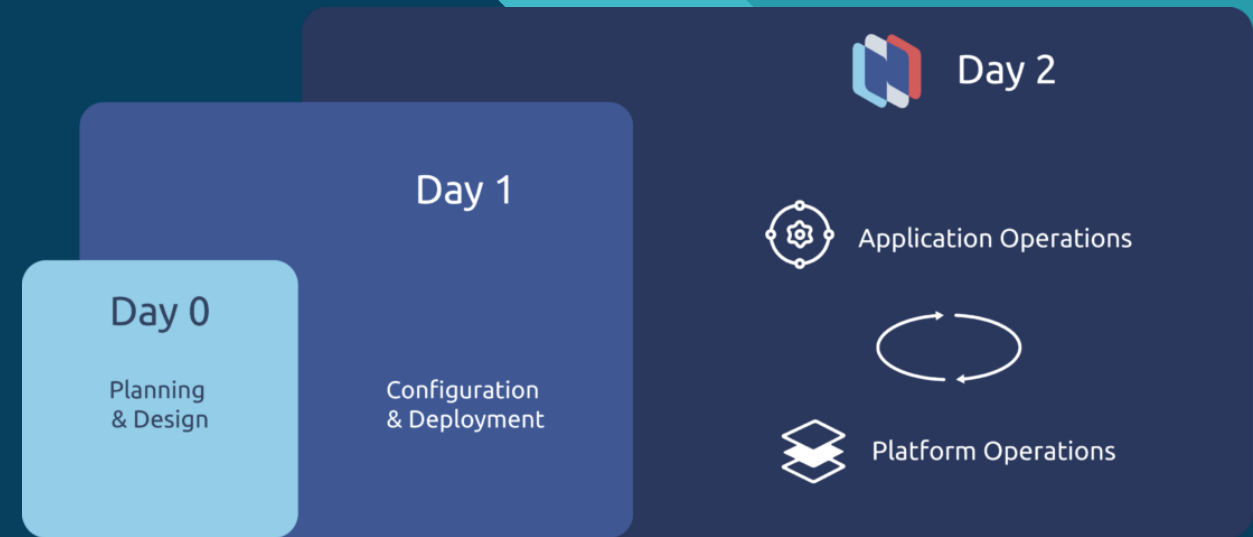 Day 0
Planning
& Design
Day 1
Configuration
& Deployment
Day 2
Application Operations
Platform Operations